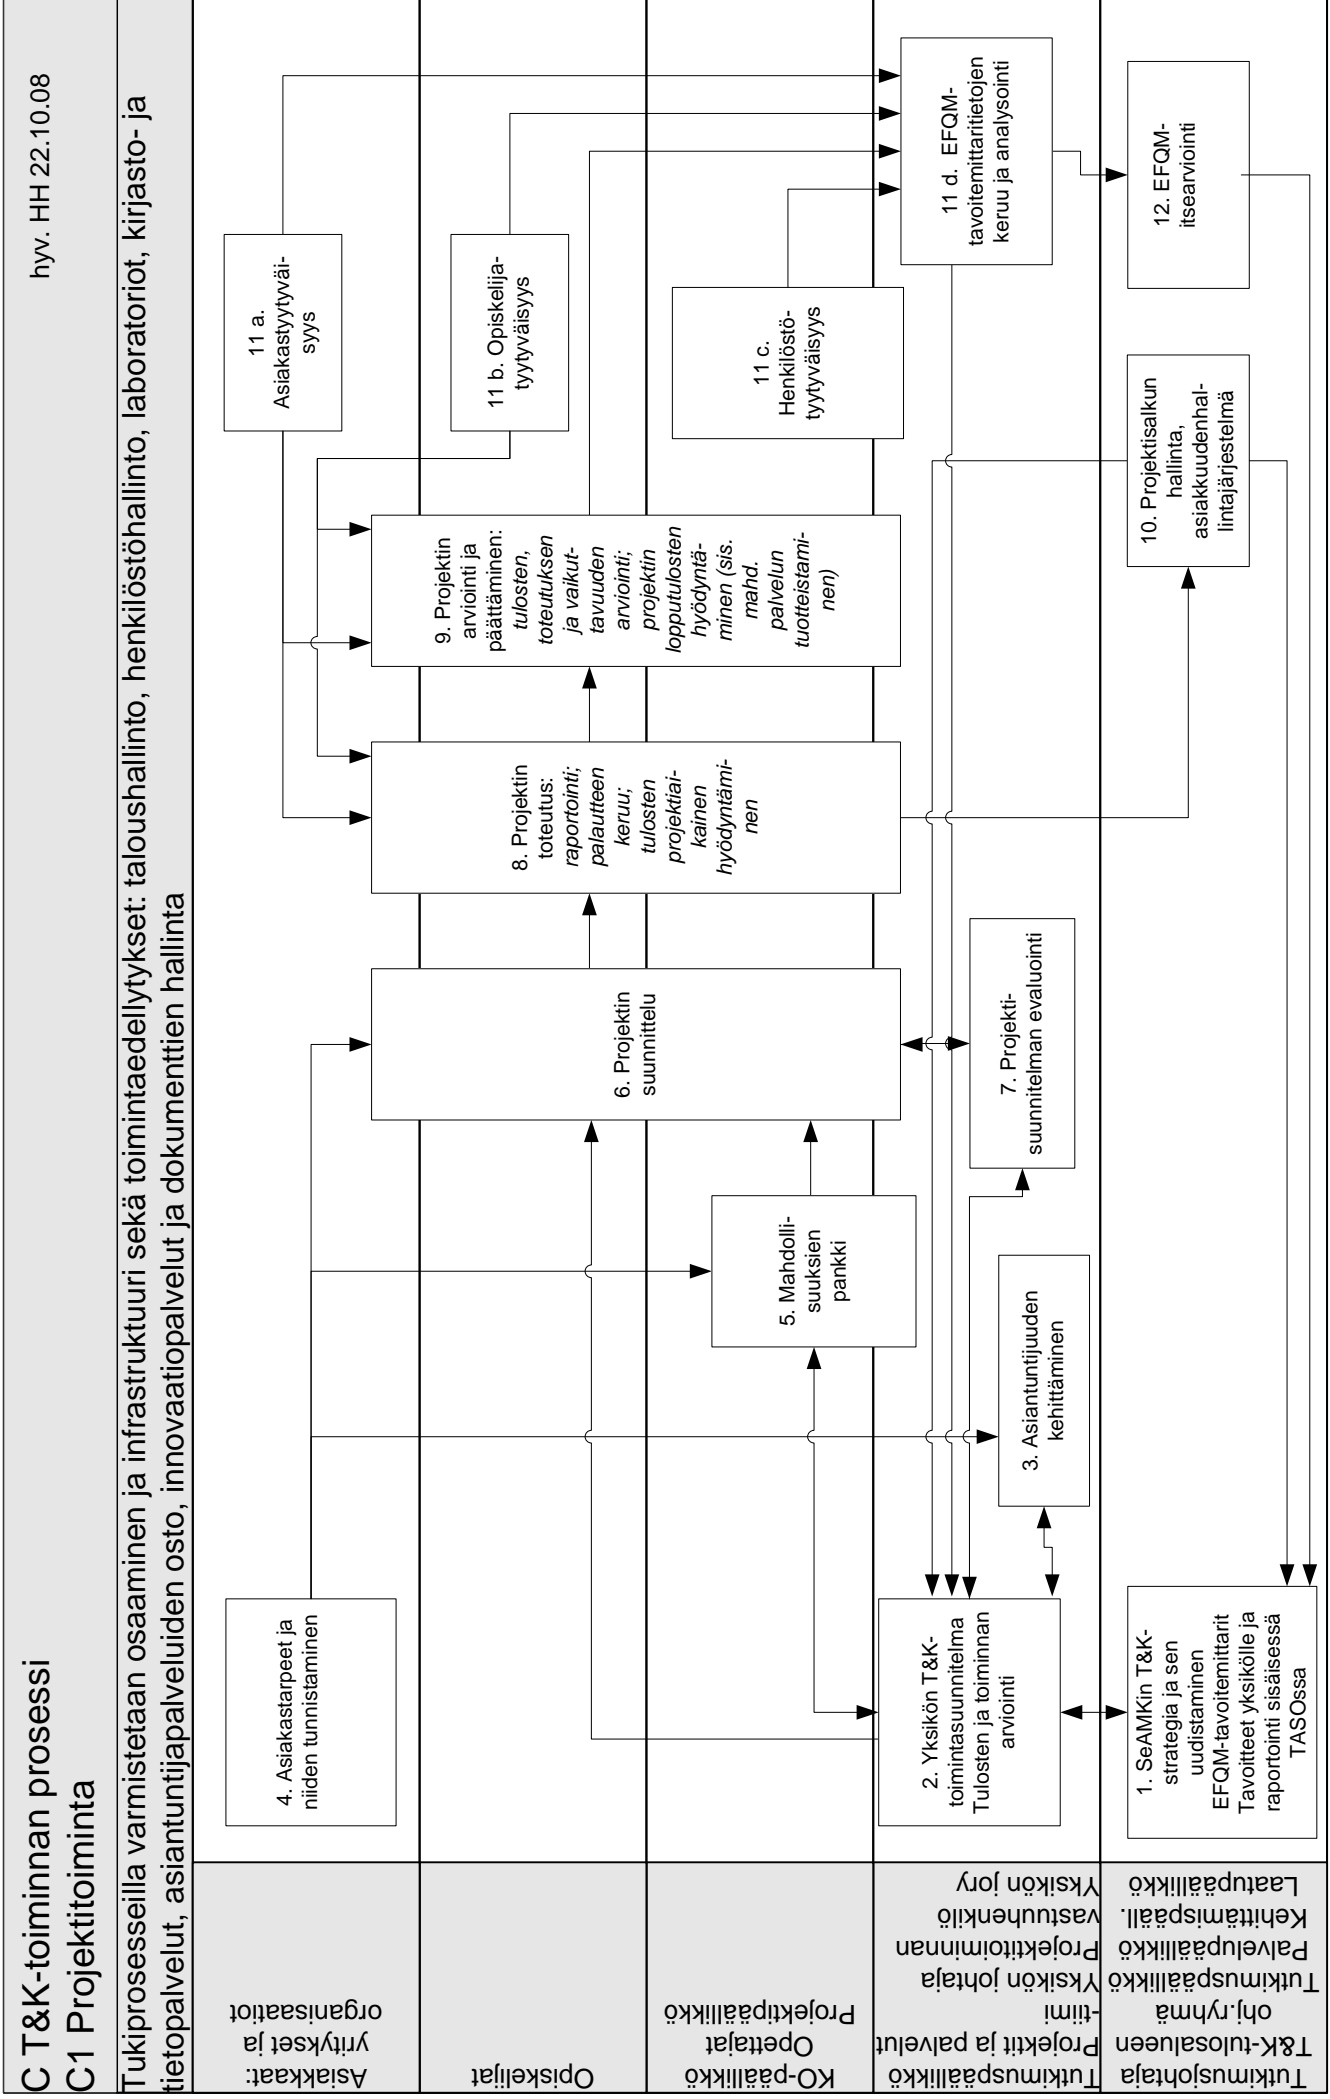 C T&K-toiminnan prosessi
hyv. HH 22.10.08
C1 Projektitoiminta
Tukiprosesseilla varmistetaan osaaminen ja infrastruktuuri sekä toimintaedellytykset: taloushallinto, henkilöstöhallinto, laboratoriot, kirjasto- ja
tietopalvelut, asiantuntijapalveluiden osto, innovaatiopalvelut ja dokumenttien hallinta
Asiakkaat:
yritykset ja
organisaatiot
4. Asiakastarpeet ja
niiden tunnistaminen
11 a.
Asiakastyytyväi-
syys
Opiskelijat
11 b. Opiskelija-
tyytyväisyys
KO-päällikkö
Opettajat
Projektipäällikkö
5. Mahdolli-
suuksien
pankki
6. Projektin
suunnittelu
8. Projektin
toteutus:
raportointi;
palautteen
keruu;
tulosten
projektiai-
kainen
hyödyntämi-
nen
9. Projektin
arviointi ja
päättäminen:
tulosten,
toteutuksen
ja vaikut-
tavuuden
arviointi;
projektin
lopputulosten
hyödyntä-
minen (sis.
mahd.
palvelun
tuotteistami-
nen)
11 c.
Henkilöstö-
tyytyväisyys
Tutkimuspäällikkö
Projektit ja palvelut
-tiimi
Yksikön johtaja
Projektitoiminnan
vastuuhenkilö
Yksikön jory
2. Yksikön T&K-
toimintasuunnitelma
Tulosten ja toiminnan
arviointi
3. Asiantuntijuuden
kehittäminen
7. Projekti-
suunnitelman evaluointi
11 d. EFQM-
tavoitemittaritietojen
keruu ja analysointi
Tutkimusjohtaja
T&K-tulosalueen
ohj.ryhmä
Tutkimuspäällikkö
Palvelupäällikkö
Kehittämispääll.
Laatupäällikkö
1. SeAMKin T&K-
strategia ja sen
uudistaminen
EFQM-tavoitemittarit
Tavoitteet yksikölle ja
raportointi sisäisessä
TASOssa
10. Projektisalkun
hallinta,
asiakkuudenhal-
lintajärjestelmä
12. EFQM-
itsearviointi